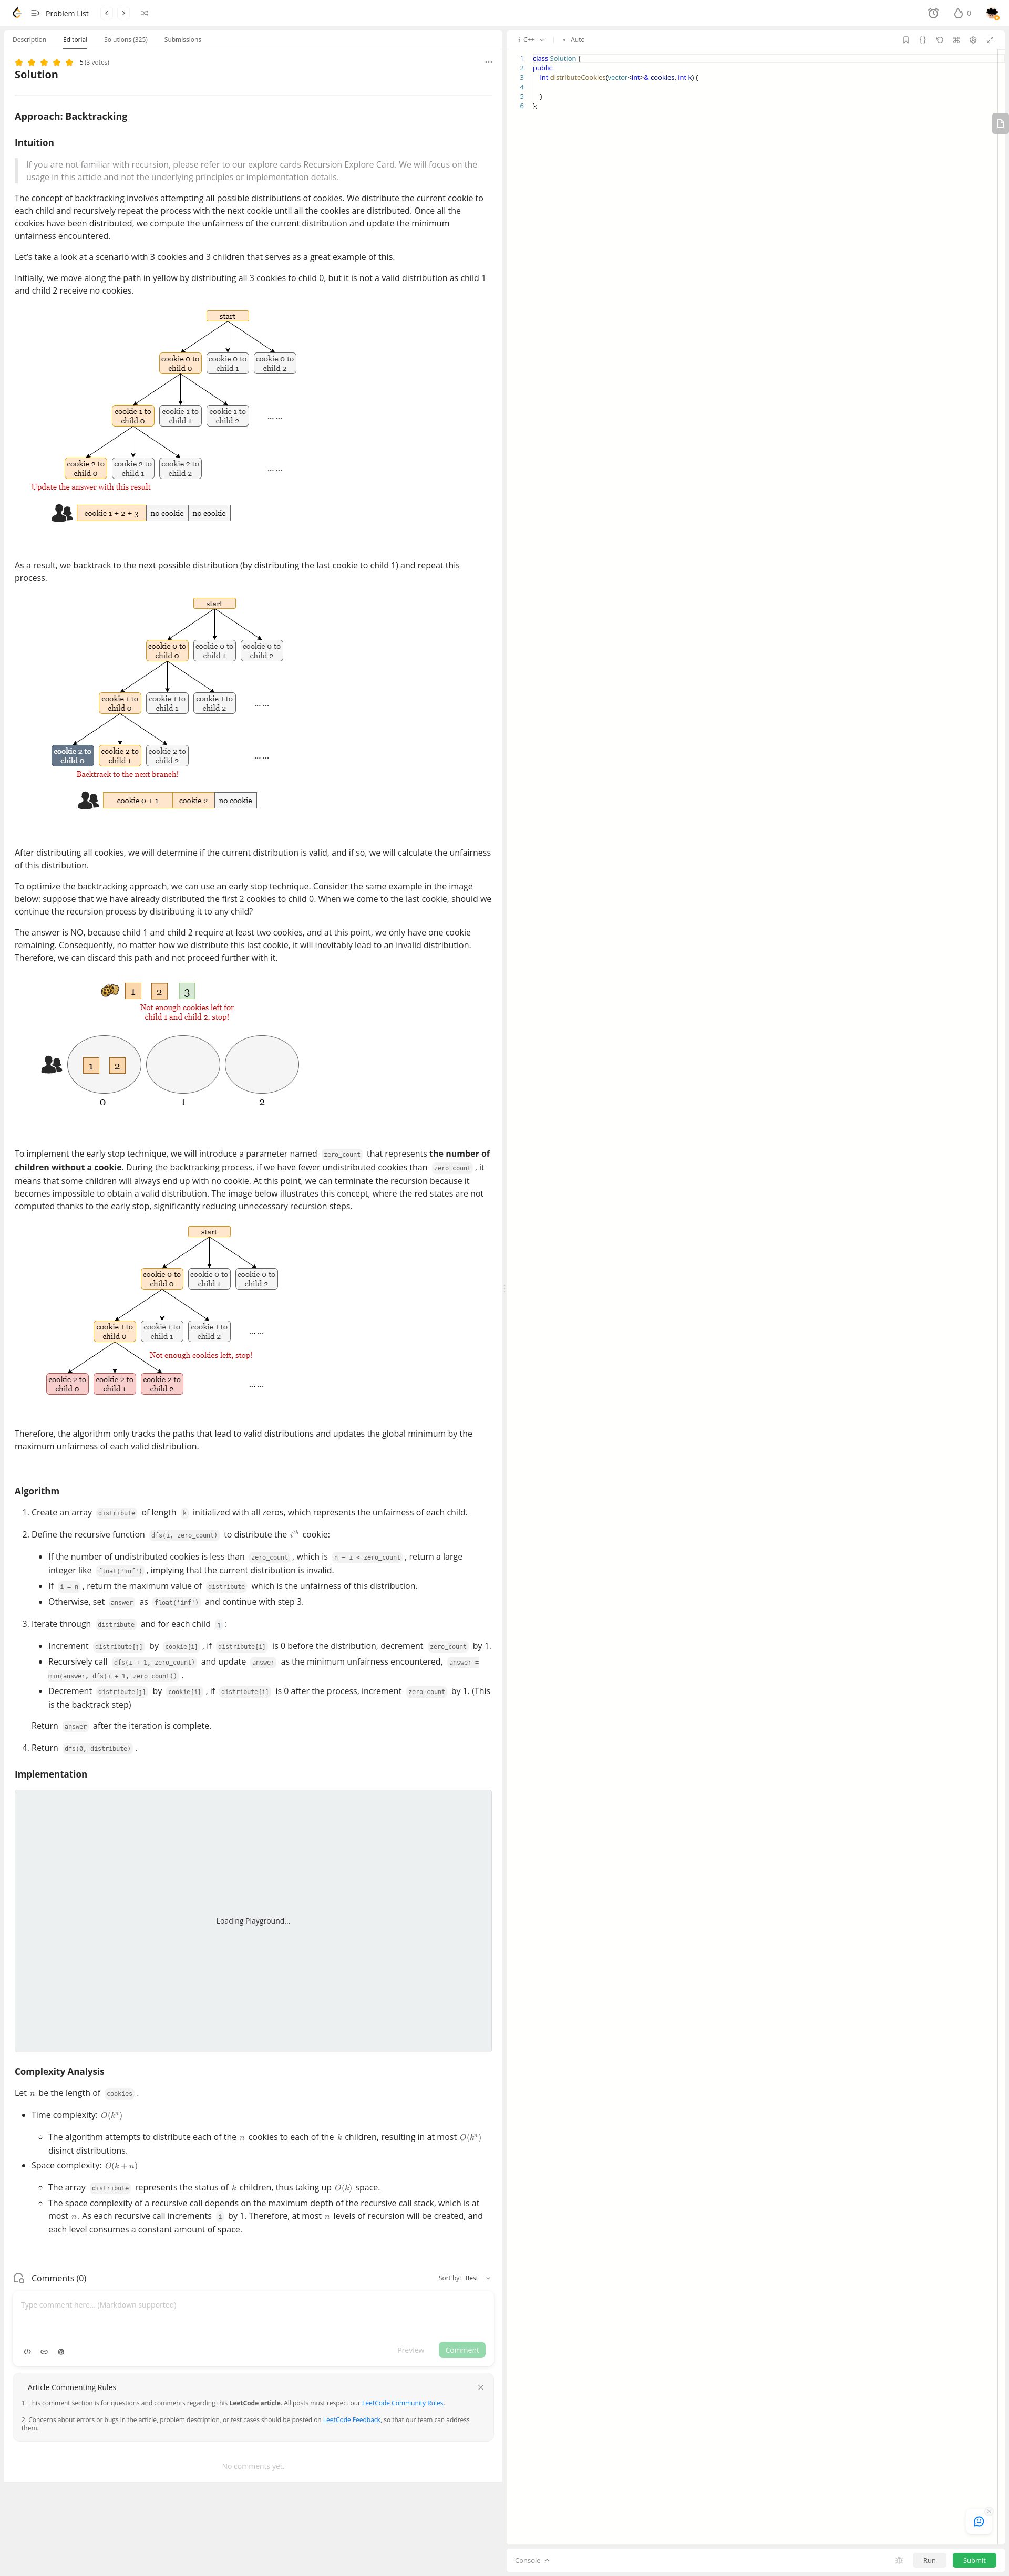 Problem List
0
Description
Editorial
Solutions (325)
Submissions
5 (3 votes)
Solution
Approach: Backtracking
Intuition
If you are not familiar with recursion, please refer to our explore cards Recursion Explore Card. We will focus on the
usage in this article and not the underlying principles or implementation details.
The concept of backtracking involves attempting all possible distributions of cookies. We distribute the current cookie to
each child and recursively repeat the process with the next cookie until all the cookies are distributed. Once all the
cookies have been distributed, we compute the unfairness of the current distribution and update the minimum
unfairness encountered.
Let's take a look at a scenario with 3 cookies and 3 children that serves as a great example of this.
Initially, we move along the path in yellow by distributing all 3 cookies to child 0, but it is not a valid distribution as child 1
and child 2 receive no cookies.
start
cookie 0 to child 0
cookie 0 to child 1
cookie 0 to child 2
cookie 1 to child 0
cookie 1 to child 1
cookie 1 to child 2
... ...
cookie 2 to child 0
cookie 2 to child 1
cookie 2 to child 2
... ...
Update the answer with this result
cookie 1 + 2 + 3
no cookie
no cookie
As a result, we backtrack to the next possible distribution (by distributing the last cookie to child 1) and repeat this
process.
start
cookie 0 to child 0
cookie 0 to child 1
cookie 0 to child 2
cookie 1 to child 0
cookie 1 to child 1
cookie 1 to child 2
... ...
cookie 2 to child 0
cookie 2 to child 1
cookie 2 to child 2
... ...
Backtrack to the next branch!
cookie 0 + 1
cookie 2
no cookie
After distributing all cookies, we will determine if the current distribution is valid, and if so, we will calculate the unfairness
of this distribution.
To optimize the backtracking approach, we can use an early stop technique. Consider the same example in the image
below: suppose that we have already distributed the first 2 cookies to child 0. When we come to the last cookie, should we
continue the recursion process by distributing it to any child?
The answer is NO, because child 1 and child 2 require at least two cookies, and at this point, we only have one cookie
remaining. Consequently, no matter how we distribute this last cookie, it will inevitably lead to an invalid distribution.
Therefore, we can discard this path and not proceed further with it.
1
2
3
Not enough cookies left for
child 1 and child 2, stop!
1
2
0
1
2
To implement the early stop technique, we will introduce a parameter named zero_count that represents the number of
children without a cookie. During the backtracking process, if we have fewer undistributed cookies than zero_count , it
means that some children will always end up with no cookie. At this point, we can terminate the recursion because it
becomes impossible to obtain a valid distribution. The image below illustrates this concept, where the red states are not
computed thanks to the early stop, significantly reducing unnecessary recursion steps.
start
cookie 0 to child 0
cookie 0 to child 1
cookie 0 to child 2
cookie 1 to child 0
cookie 1 to child 1
cookie 1 to child 2
... ...
Not enough cookies left, stop!
cookie 2 to child 0
cookie 2 to child 1
cookie 2 to child 2
... ...
Therefore, the algorithm only tracks the paths that lead to valid distributions and updates the global minimum by the
maximum unfairness of each valid distribution.
Algorithm
1. Create an array distribute of length k initialized with all zeros, which represents the unfairness of each child.
2. Define the recursive function dfs(i, zero_count) to distribute the i^th cookie:
• If the number of undistributed cookies is less than zero_count , which is n - i < zero_count , return a large
integer like float('inf') , implying that the current distribution is invalid.
• If i = n , return the maximum value of distribute which is the unfairness of this distribution.
• Otherwise, set answer as float('inf') and continue with step 3.
3. Iterate through distribute and for each child j :
• Increment distribute[j] by cookie[i] , if distribute[i] is 0 before the distribution, decrement zero_count by 1.
• Recursively call dfs(i + 1, zero_count) and update answer as the minimum unfairness encountered, answer =
min(answer, dfs(i + 1, zero_count)) .
• Decrement distribute[j] by cookie[i] , if distribute[i] is 0 after the process, increment zero_count by 1. (This
is the backtrack step)
Return answer after the iteration is complete.
4. Return dfs(0, distribute) .
Implementation
Loading Playground...
Complexity Analysis
Let n be the length of cookies .
• Time complexity: O(k^n)
◦ The algorithm attempts to distribute each of the n cookies to each of the k children, resulting in at most O(k^n)
disinct distributions.
• Space complexity: O(k + n)
◦ The array distribute represents the status of k children, thus taking up O(k) space.
◦ The space complexity of a recursive call depends on the maximum depth of the recursive call stack, which is at
most n. As each recursive call increments i by 1. Therefore, at most n levels of recursion will be created, and
each level consumes a constant amount of space.
Comments (0)
Sort by: Best
Type comment here... (Markdown supported)
Preview
Comment
Article Commenting Rules
1. This comment section is for questions and comments regarding this LeetCode article. All posts must respect our LeetCode Community Rules.
2. Concerns about errors or bugs in the article, problem description, or test cases should be posted on LeetCode Feedback, so that our team can address
them.
No comments yet.
i C++
• Auto
1 class Solution {
2 public:
3 int distributeCookies(vector<int>& cookies, int k) {
4
5 }
6 };
Console
Run
Submit